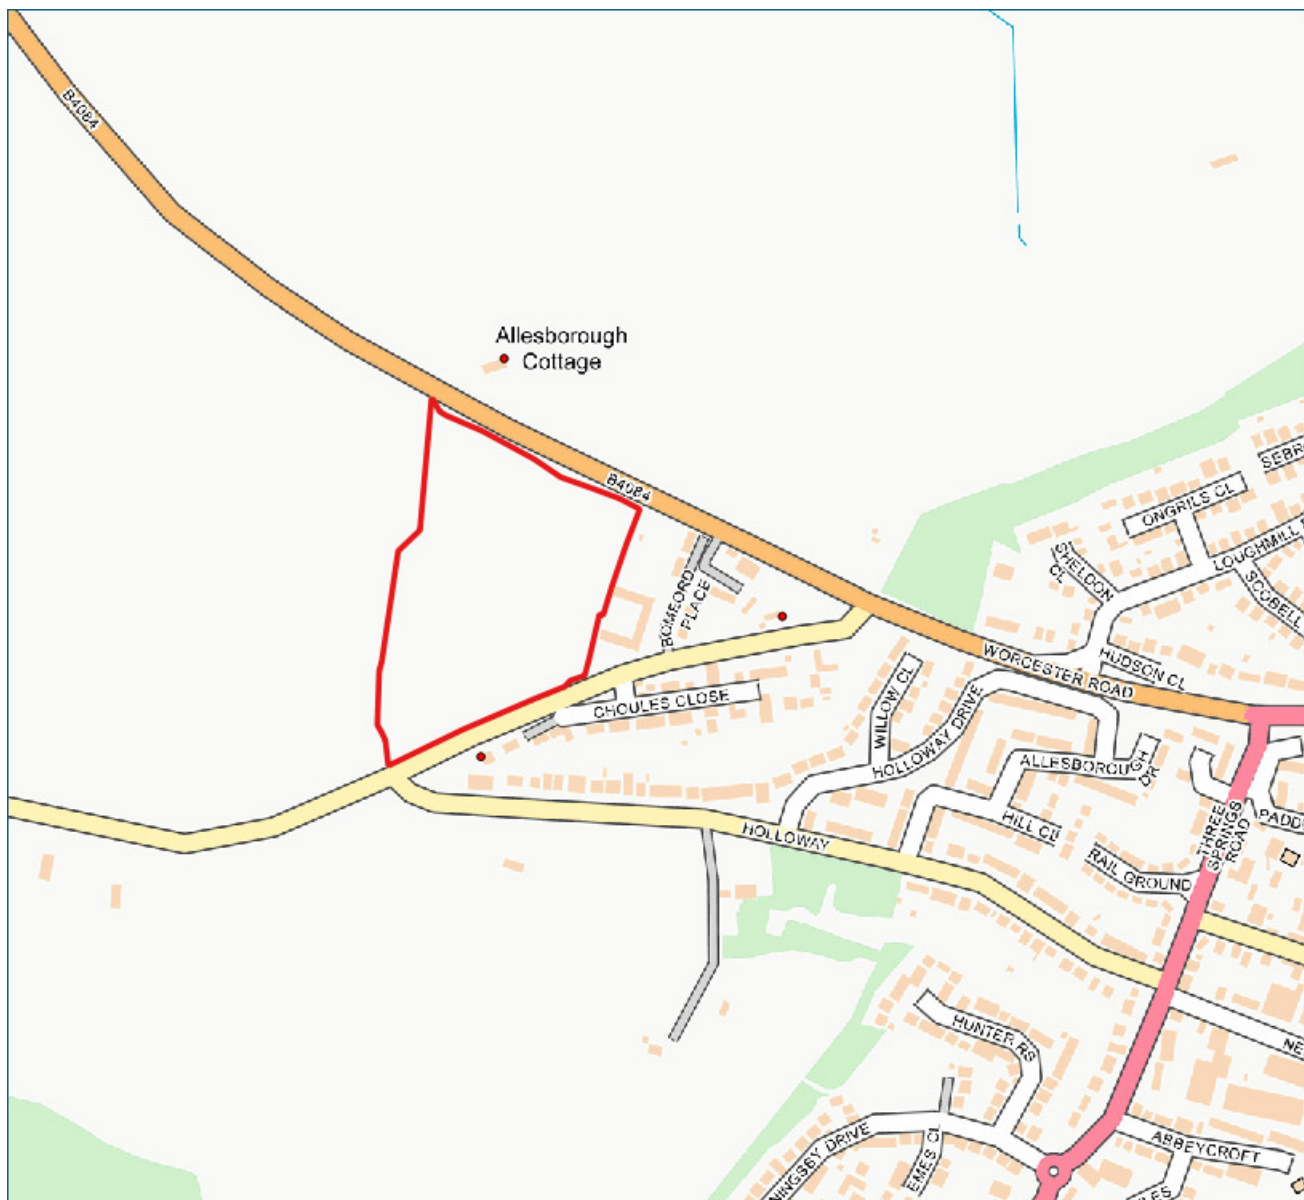 B4084
Allesborough
Cottage
B4084
SEBR
ONGRILS CL
LOUGHMILL
SHELDON
CL
SCOBELL
BOMFORD
PLACE
WORCESTER ROAD
HUDSON CL
CHOULES CLOSE
WILLOW CL
HOLLOWAY DRIVE
ALLESBOROUGH
DR
HOLLOWAY
HILL CL
THREE
SPRINGS
ROAD
PADD
RAIL GROUND
HUNTER RS
NE
NINGSBY DRIVE
EMES CL
ABBEYCROFT
LES